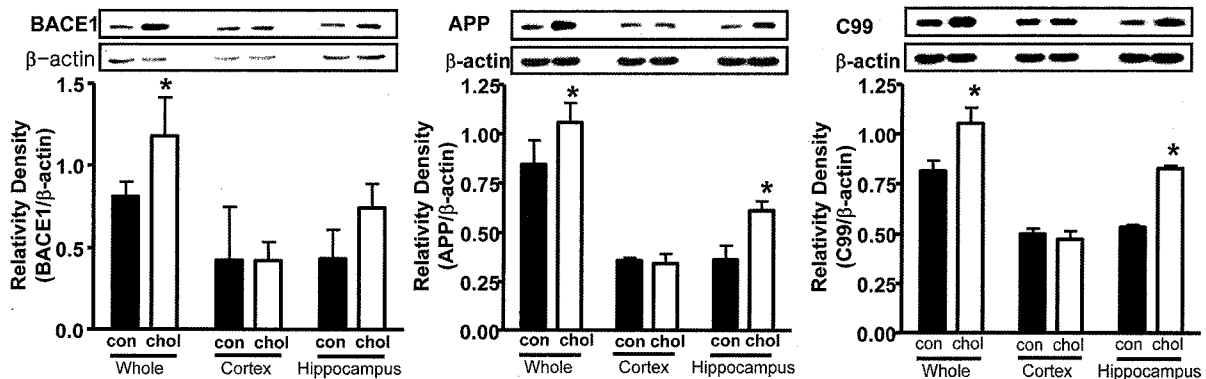 BACE1
β−actin
Relativity Density
(BACE1/β-actin)
1.5
1.0
0.5
0.0
*
con chol con chol con chol
Whole Cortex Hippocampus
APP
β-actin
Relativity Density
(APP/β-actin)
1.25
1.00
0.75
0.50
0.25
0.00
*
*
con chol con chol con chol
Whole Cortex Hippocampus
C99
β-actin
Relativity Density
(C99/β-actin)
1.25
1.00
0.75
0.50
0.25
0.00
*
*
con chol con chol con chol
Whole Cortex Hippocampus